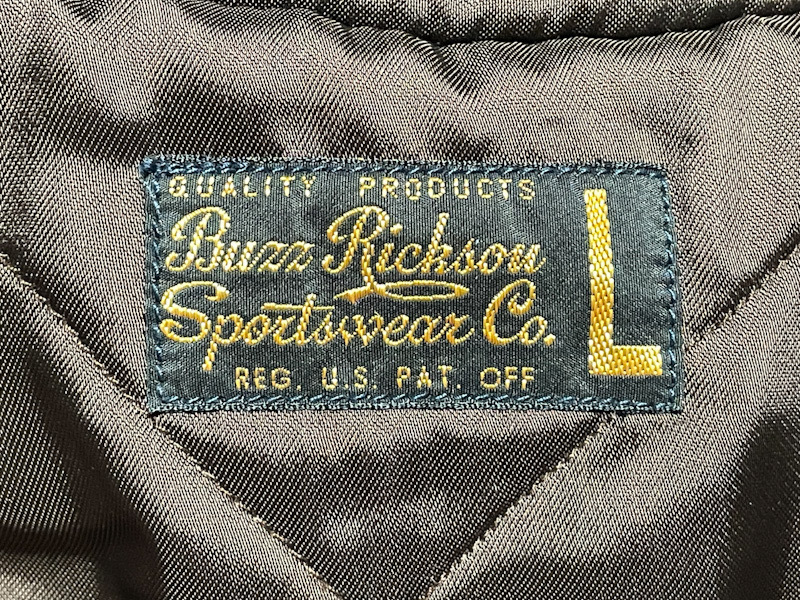 QUALITY PRODUCTS
Buzz Rickson
Sportswear Co.
REG. U.S. PAT. OFF
L